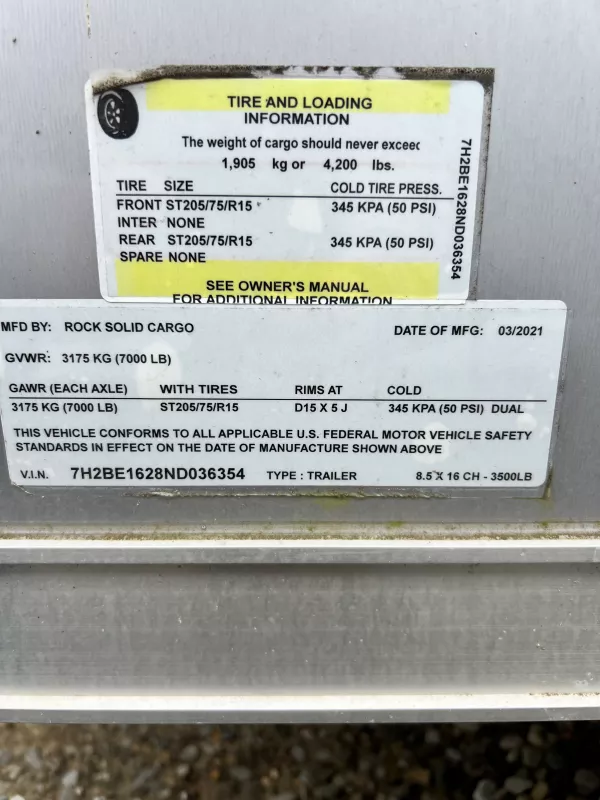 TIRE AND LOADING
INFORMATION
The weight of cargo should never exceed
1,905 kg or 4,200 lbs.
TIRE SIZE COLD TIRE PRESS.
FRONT ST205/75/R15 345 KPA (50 PSI)
INTER NONE
REAR ST205/75/R15 345 KPA (50 PSI)
SPARE NONE
SEE OWNER'S MANUAL
FOR ADDITIONAL INFORMATION
7H2BE1628ND036354
MFD BY: ROCK SOLID CARGO DATE OF MFG: 03/2021
GVWR: 3175 KG (7000 LB)
GAWR (EACH AXLE) WITH TIRES RIMS AT COLD
3175 KG (7000 LB) ST205/75/R15 D15 X 5 J 345 KPA (50 PSI) DUAL
THIS VEHICLE CONFORMS TO ALL APPLICABLE U.S. FEDERAL MOTOR VEHICLE SAFETY
STANDARDS IN EFFECT ON THE DATE OF MANUFACTURE SHOWN ABOVE
V.I.N. 7H2BE1628ND036354 TYPE : TRAILER 8.5 X 16 CH - 3500LB